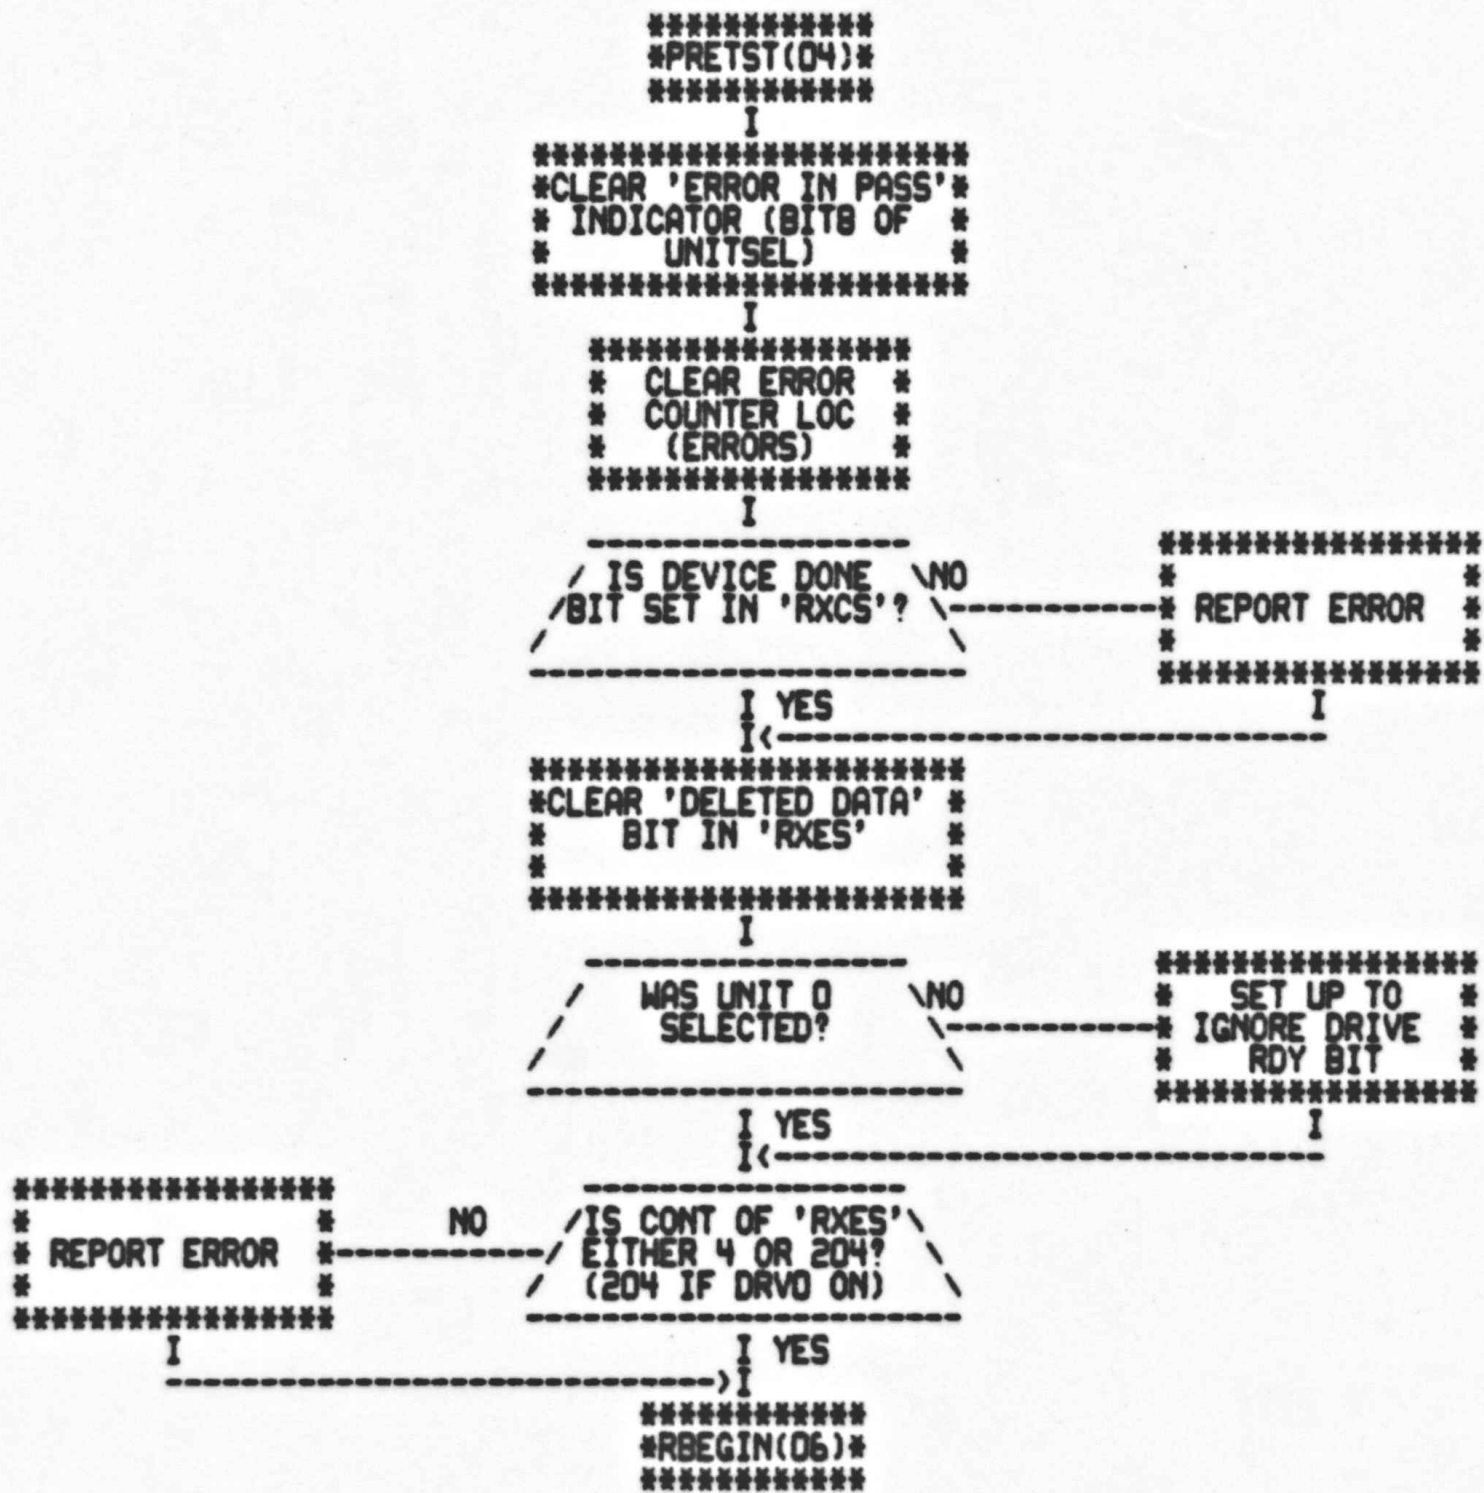 ************
*PRETST(04)*
************
I
***********************
*CLEAR 'ERROR IN PASS'*
* INDICATOR (BIT8 OF *
* UNITSEL) *
***********************
I
*****************
* CLEAR ERROR *
* COUNTER LOC *
* (ERRORS) *
*****************
I
-----------------
/ IS DEVICE DONE \NO
/BIT SET IN 'RXCS'? \-----------* REPORT ERROR *
/ \
-----------------------
I YES
I<-----------------------------
***********************
*CLEAR 'DELETED DATA' *
* BIT IN 'RXES' *
* *
***********************
I
-----------------
/ WAS UNIT 0 \NO * SET UP TO *
/ SELECTED? \-----------* IGNORE DRIVE *
/ \ * RDY BIT *
-----------------------
I YES
I<-----------------------------
NO /IS CONT OF 'RXES'\
* REPORT ERROR *-----------/ EITHER 4 OR 204? \
/ (204 IF DRV0 ON) \
-----------------------
I YES
----------------------------->I
************
*RBEGIN(06)*
************